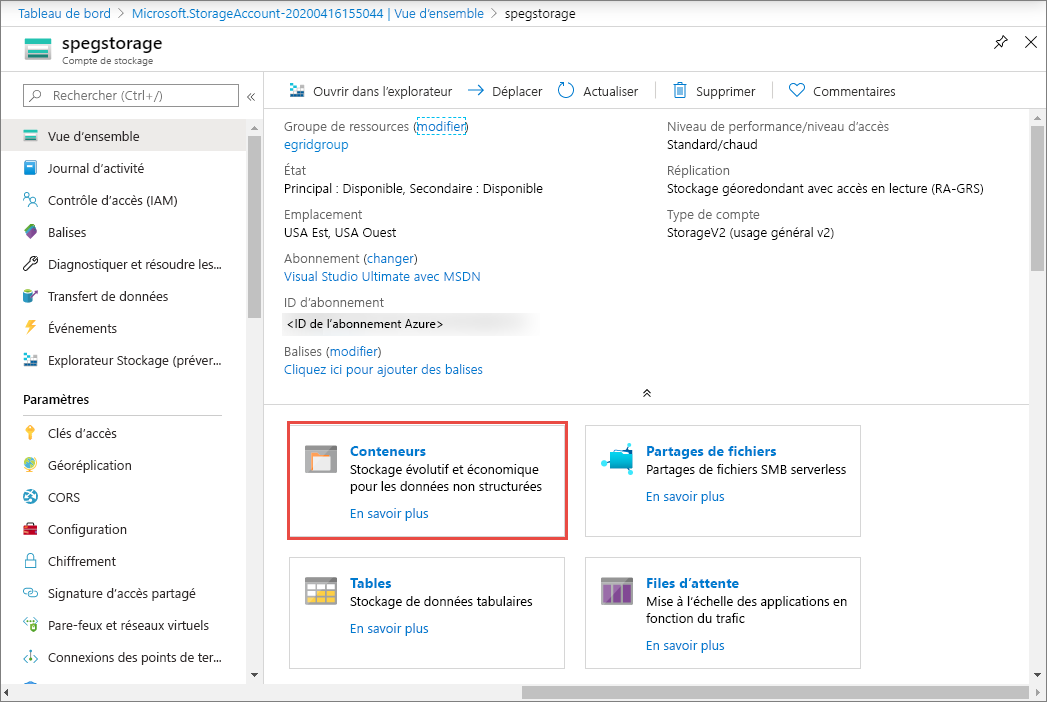 Tableau de bord > Microsoft.StorageAccount-20200416155044 | Vue d'ensemble > spegstorage
spegstorage
Compte de stockage
Rechercher (Ctrl+/)
«
Vue d'ensemble
Journal d'activité
Contrôle d'accès (IAM)
Balises
Diagnostiquer et résoudre les...
Transfert de données
Événements
Explorateur Stockage (préver...
Paramètres
Clés d'accès
Géoréplication
CORS
Configuration
Chiffrement
Signature d'accès partagé
Pare-feux et réseaux virtuels
Connexions des points de ter...
Ouvrir dans l'explorateur Déplacer Actualiser Supprimer Commentaires
Groupe de ressources (modifier)
egridgroup
État
Principal : Disponible, Secondaire : Disponible
Emplacement
USA Est, USA Ouest
Abonnement (changer)
Visual Studio Ultimate avec MSDN
ID d'abonnement
<ID de l'abonnement Azure>
Balises (modifier)
Cliquez ici pour ajouter des balises
Niveau de performance/niveau d'accès
Standard/chaud
Réplication
Stockage géoredondant avec accès en lecture (RA-GRS)
Type de compte
StorageV2 (usage général v2)
Conteneurs
Stockage évolutif et économique
pour les données non structurées
En savoir plus
Partages de fichiers
Partages de fichiers SMB serverless
En savoir plus
Tables
Stockage de données tabulaires
En savoir plus
Files d'attente
Mise à l'échelle des applications en
fonction du trafic
En savoir plus